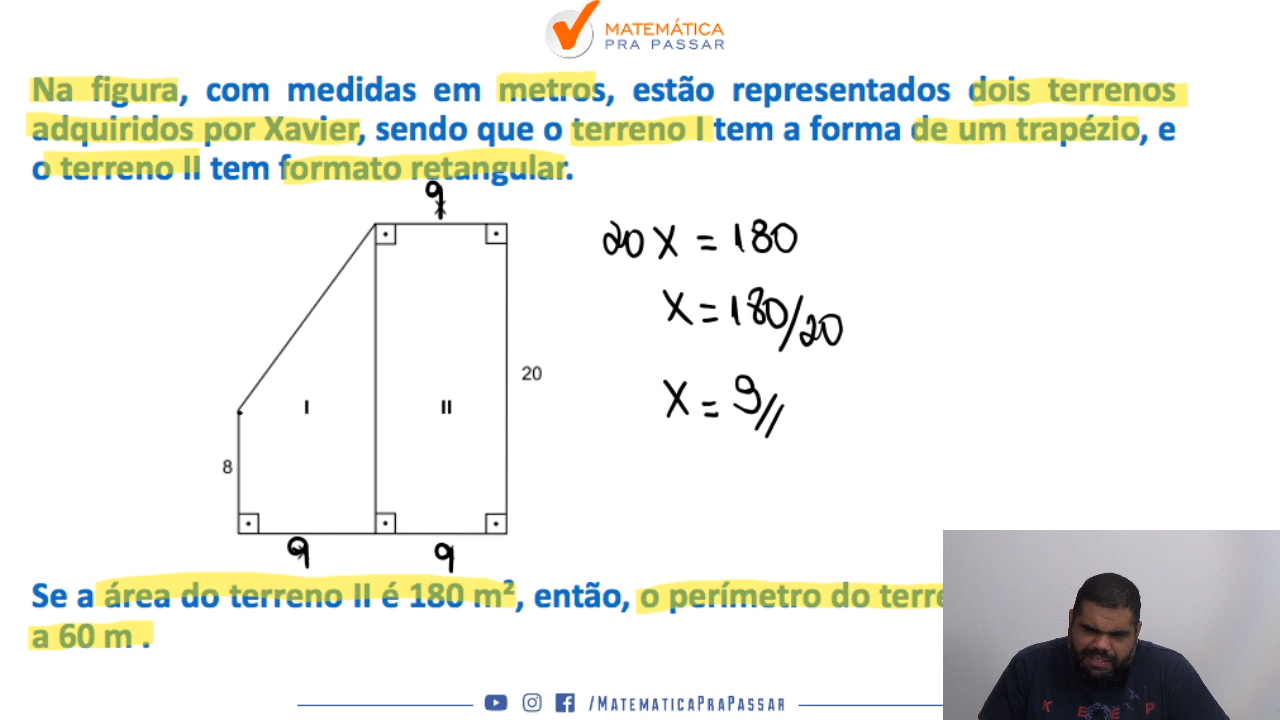 MATEMÁTICA
PRA PASSAR
Na figura, com medidas em metros, estão representados dois terrenos
adquiridos por Xavier, sendo que o terreno I tem a forma de um trapézio, e
o terreno II tem formato retangular.
9
20x = 180
x = 180/20
20
x = 9//
I
II
8
9
9
Se a área do terreno II é 180 m², então, o perímetro do
a 60 m .
K E E P
/MatematicaPraPassar